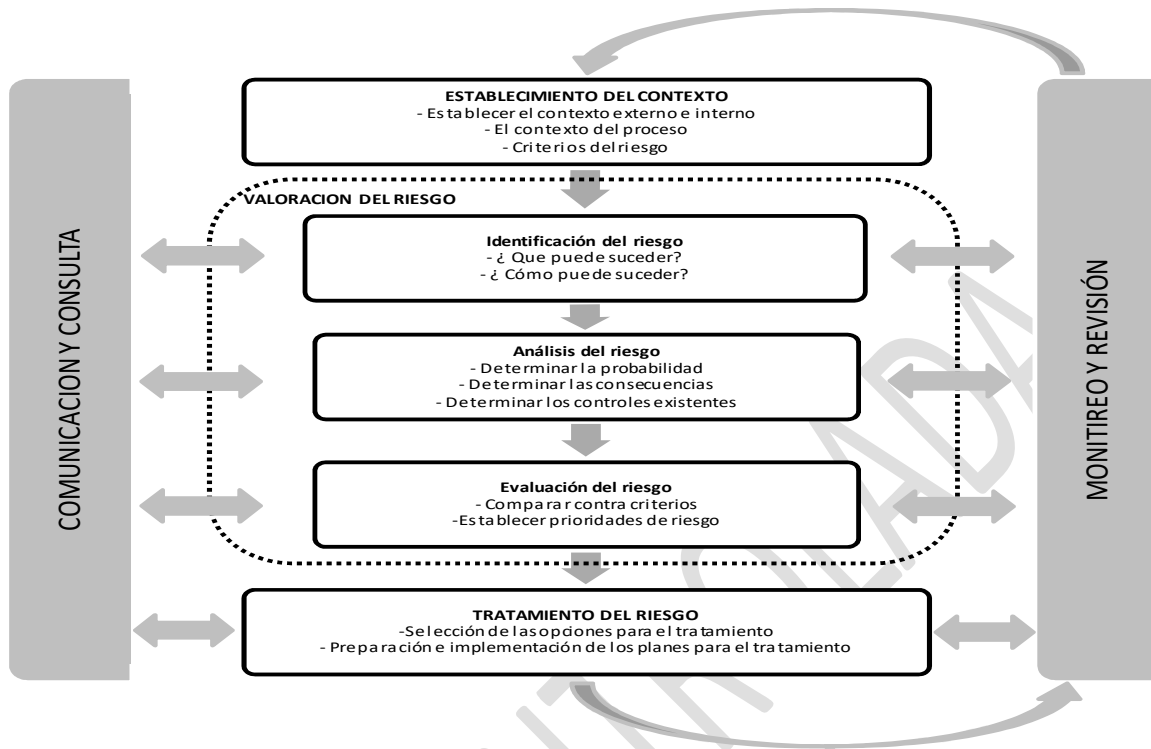 ESTABLECIMIENTO DEL CONTEXTO
- Establecer el contexto externo e interno
- El contexto del proceso
- Criterios del riesgo
VALORACION DEL RIESGO
Identificación del riesgo
- ¿ Que puede suceder?
- ¿ Cómo puede suceder?
Análisis del riesgo
- Determinar la probabilidad
- Determinar las consecuencias
- Determinar los controles existentes
Evaluación del riesgo
- Comparar contra criterios
-Establecer prioridades de riesgo
TRATAMIENTO DEL RIESGO
-Selección de las opciones para el tratamiento
- Preparación e implementación de los planes para el tratamiento
COMUNICACION Y CONSULTA
MONITIREO Y REVISIÓN